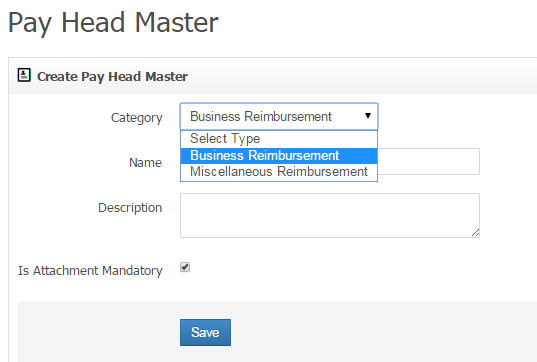 Pay Head Master
Create Pay Head Master
Category Business Reimbursement
Select Type
Business Reimbursement
Name
Miscellaneous Reimbursement
Description
Is Attachment Mandatory
Save